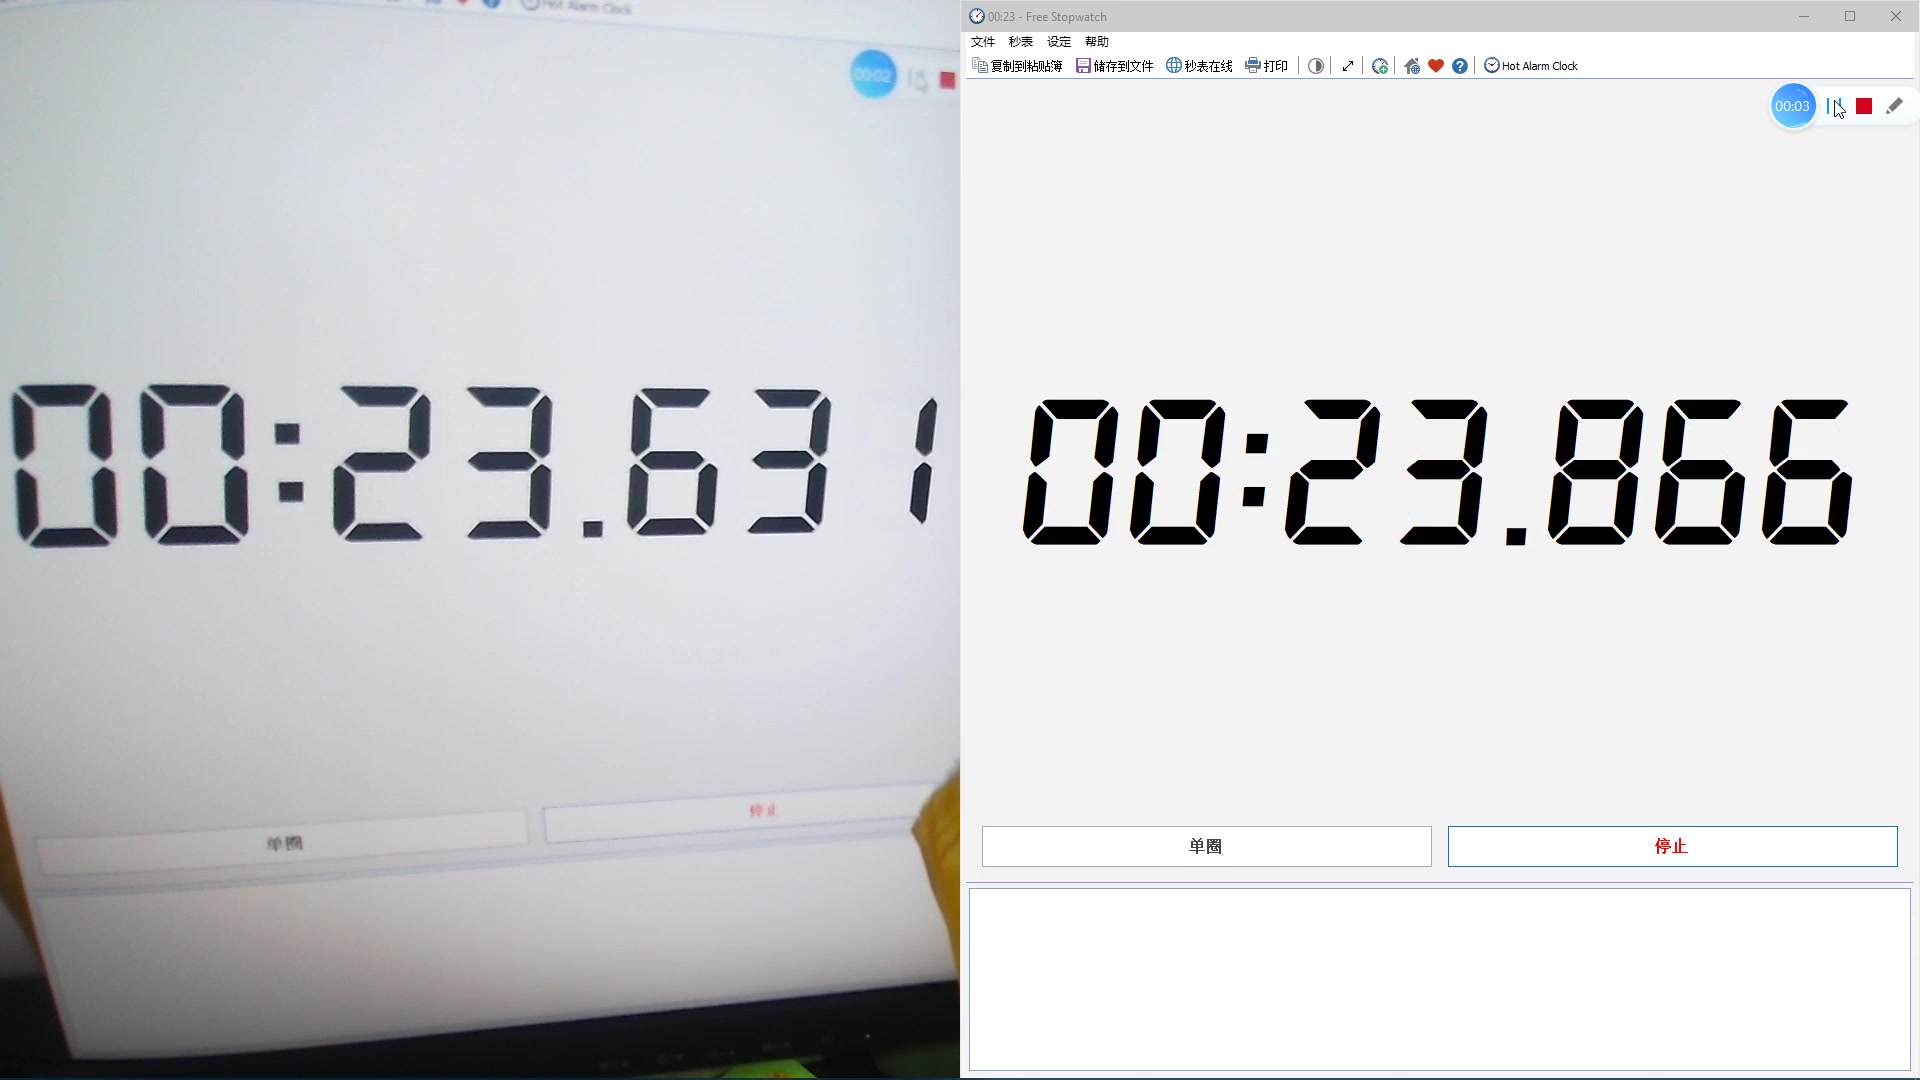 Hot Alarm Clock
00:02
00:23.631
单圈
停止
00:23 - Free Stopwatch
文件 秒表 设定 帮助
复制到粘贴簿 储存到文件 秒表在线 打印 Hot Alarm Clock
00:03
00:23.866
单圈 停止